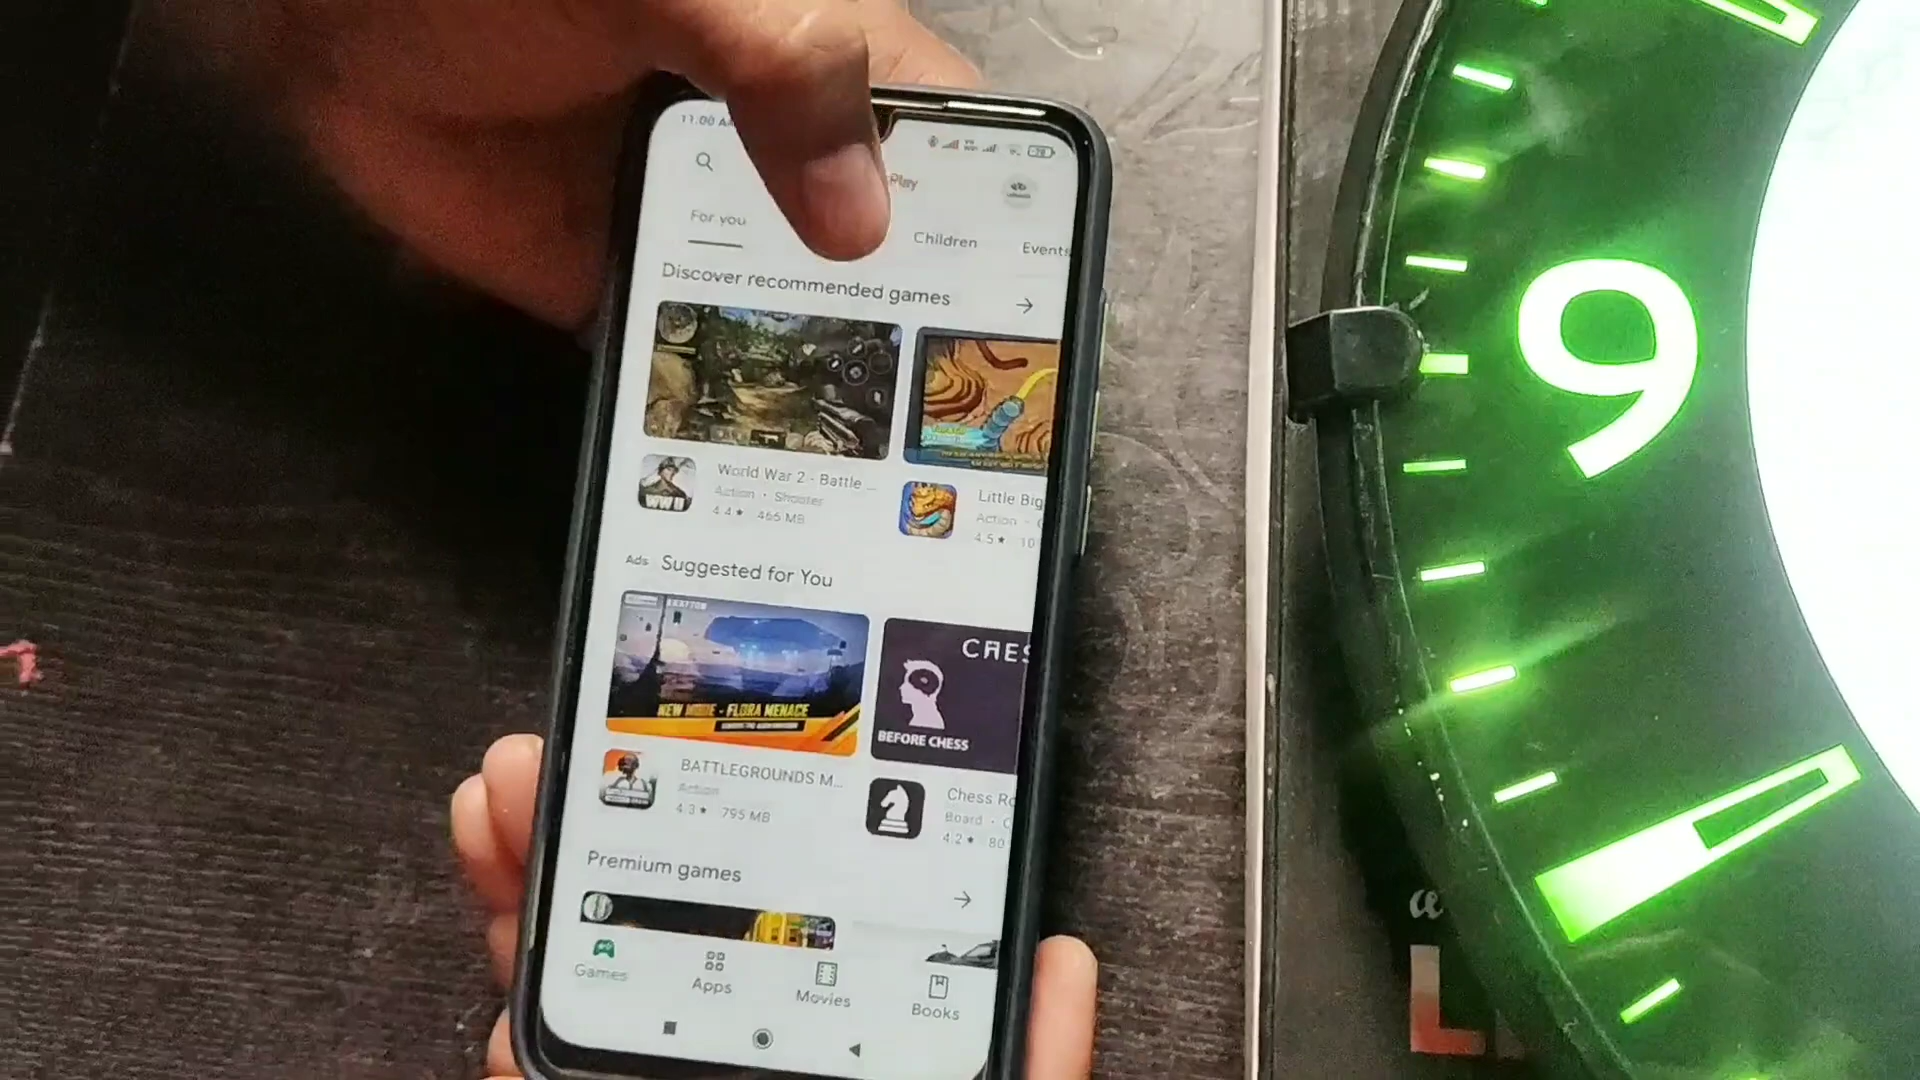 11.00 A
Play
For you
Children
Events
Discover recommended games
World War 2 - Battle ...
Action · Shooter
4.4★ 465 MB
Little Big
Action ·
4.5★ 10
Ads Suggested for You
NEW MODE - FLORA MENACE
BATTLEGROUNDS M...
Action
4.3★ 795 MB
CHES
BEFORE CHESS
Chess Ro
Board ·
4.2★ 80
Premium games
Games
Apps
Movies
Books
9